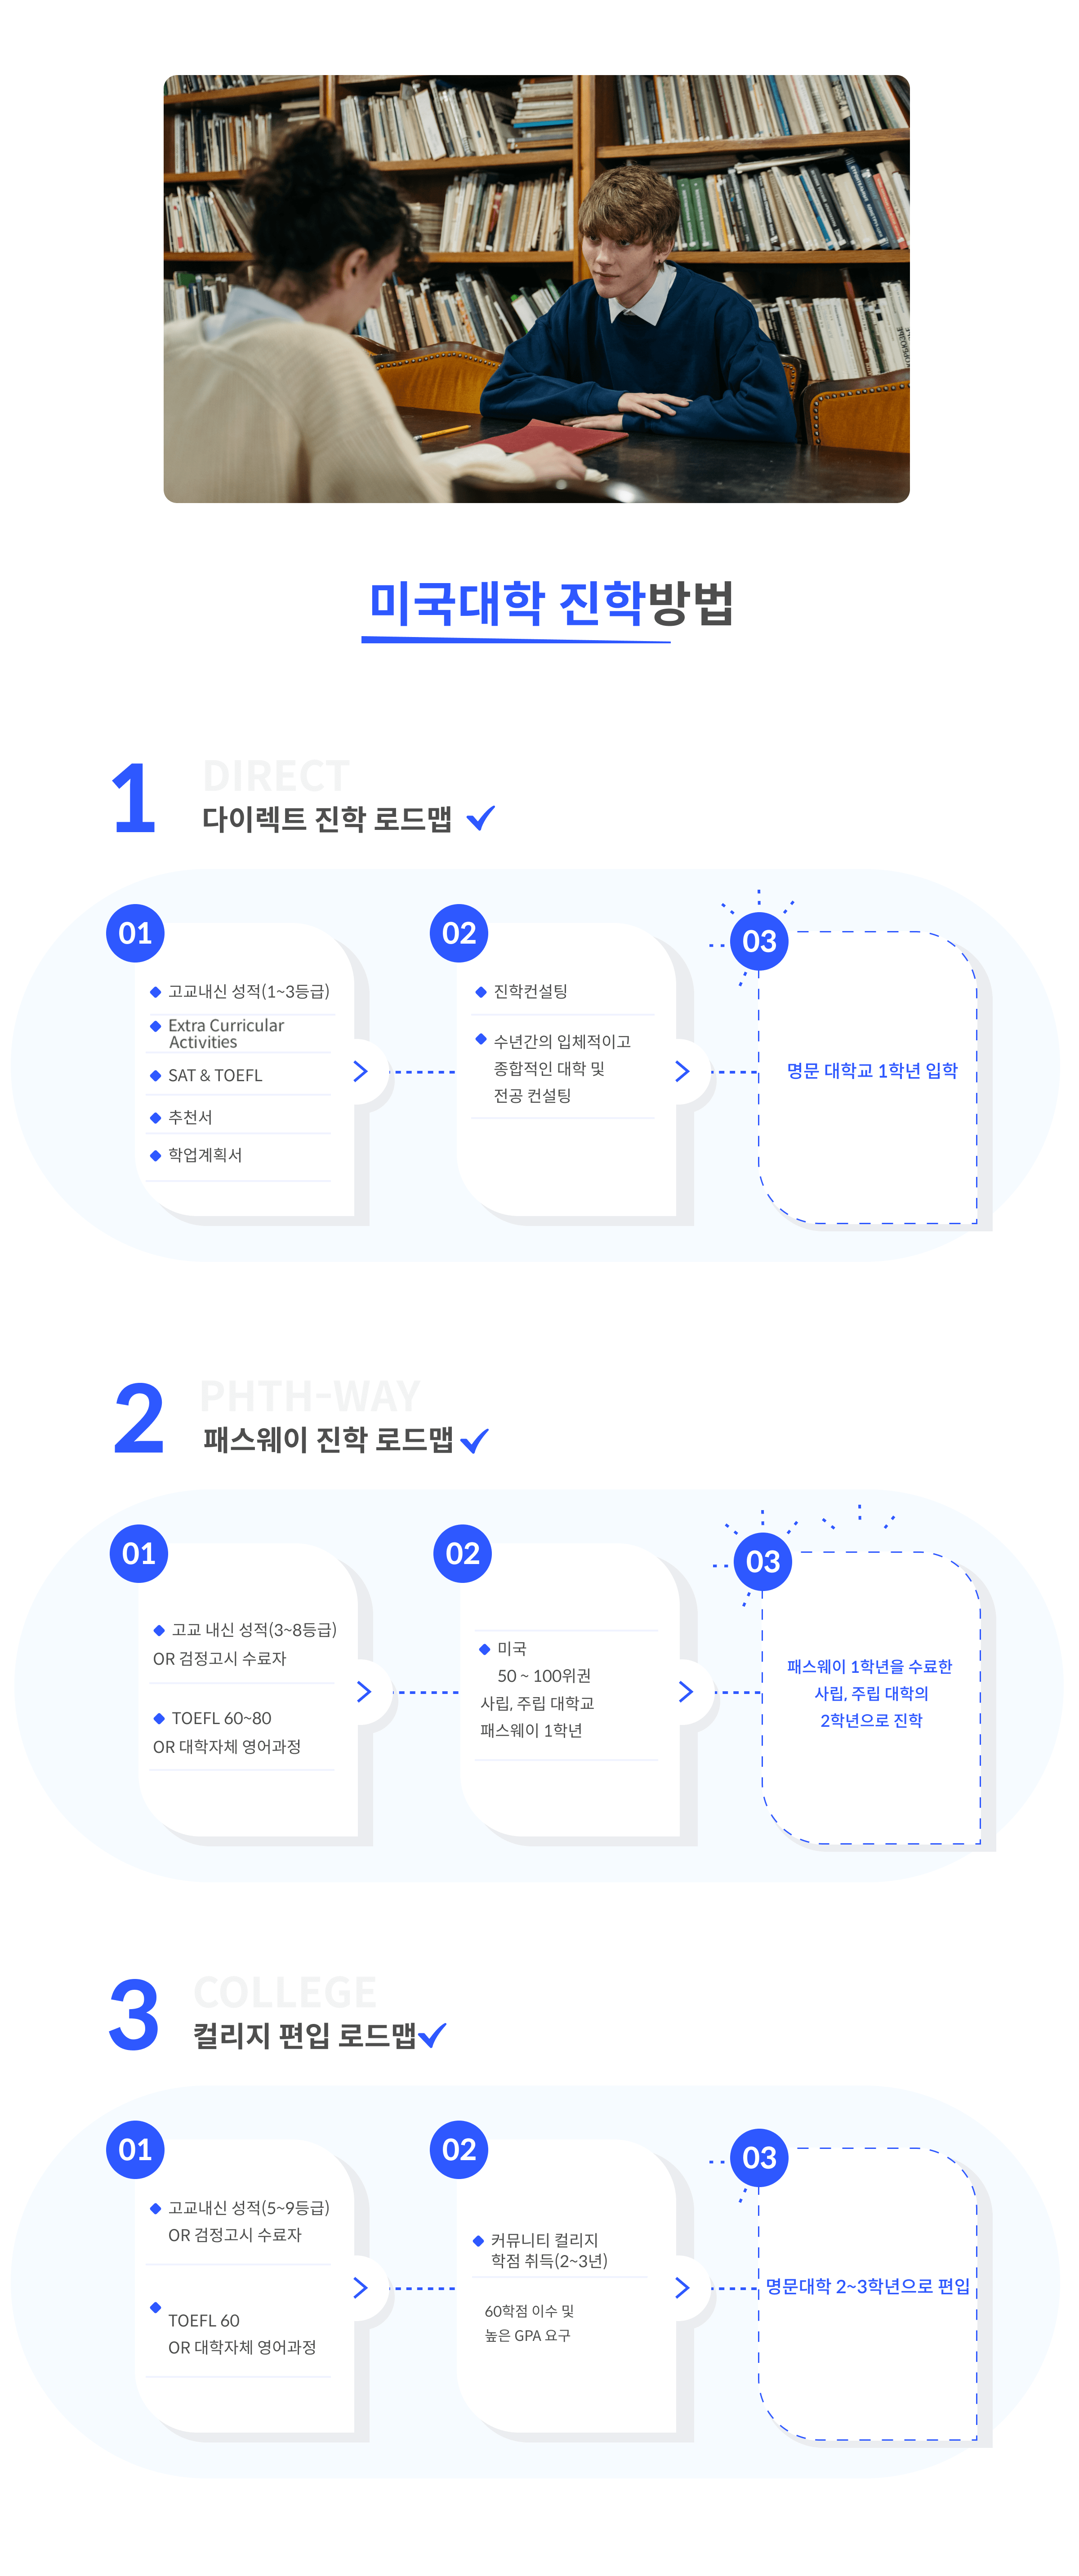 미국대학 진학방법
1
DIRECT
다이렉트 진학 로드맵
01
고교내신 성적(1~3등급)
Extra Curricular
Activities
SAT & TOEFL
추천서
학업계획서
02
진학컨설팅
수년간의 입체적이고
종합적인 대학 및
전공 컨설팅
03
명문 대학교 1학년 입학
2
PHTH-WAY
패스웨이 진학 로드맵
01
고교 내신 성적(3~8등급)
OR 검정고시 수료자
TOEFL 60~80
OR 대학자체 영어과정
02
미국
50 ~ 100위권
사립, 주립 대학교
패스웨이 1학년
03
패스웨이 1학년을 수료한
사립, 주립 대학의
2학년으로 진학
3
COLLEGE
컬리지 편입 로드맵
01
고교내신 성적(5~9등급)
OR 검정고시 수료자
TOEFL 60
OR 대학자체 영어과정
02
커뮤니티 컬리지
학점 취득(2~3년)
60학점 이수 및
높은 GPA 요구
03
명문대학 2~3학년으로 편입